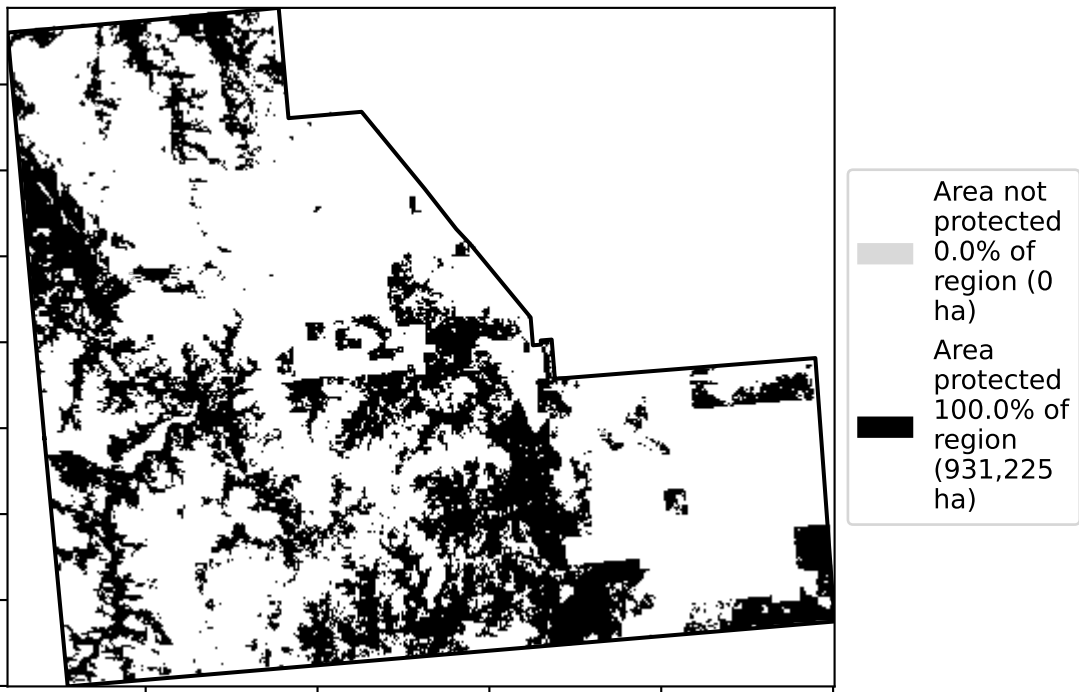 Area not
protected
0.0% of
region (0
ha)
Area
protected
100.0% of
region
(931,225
ha)